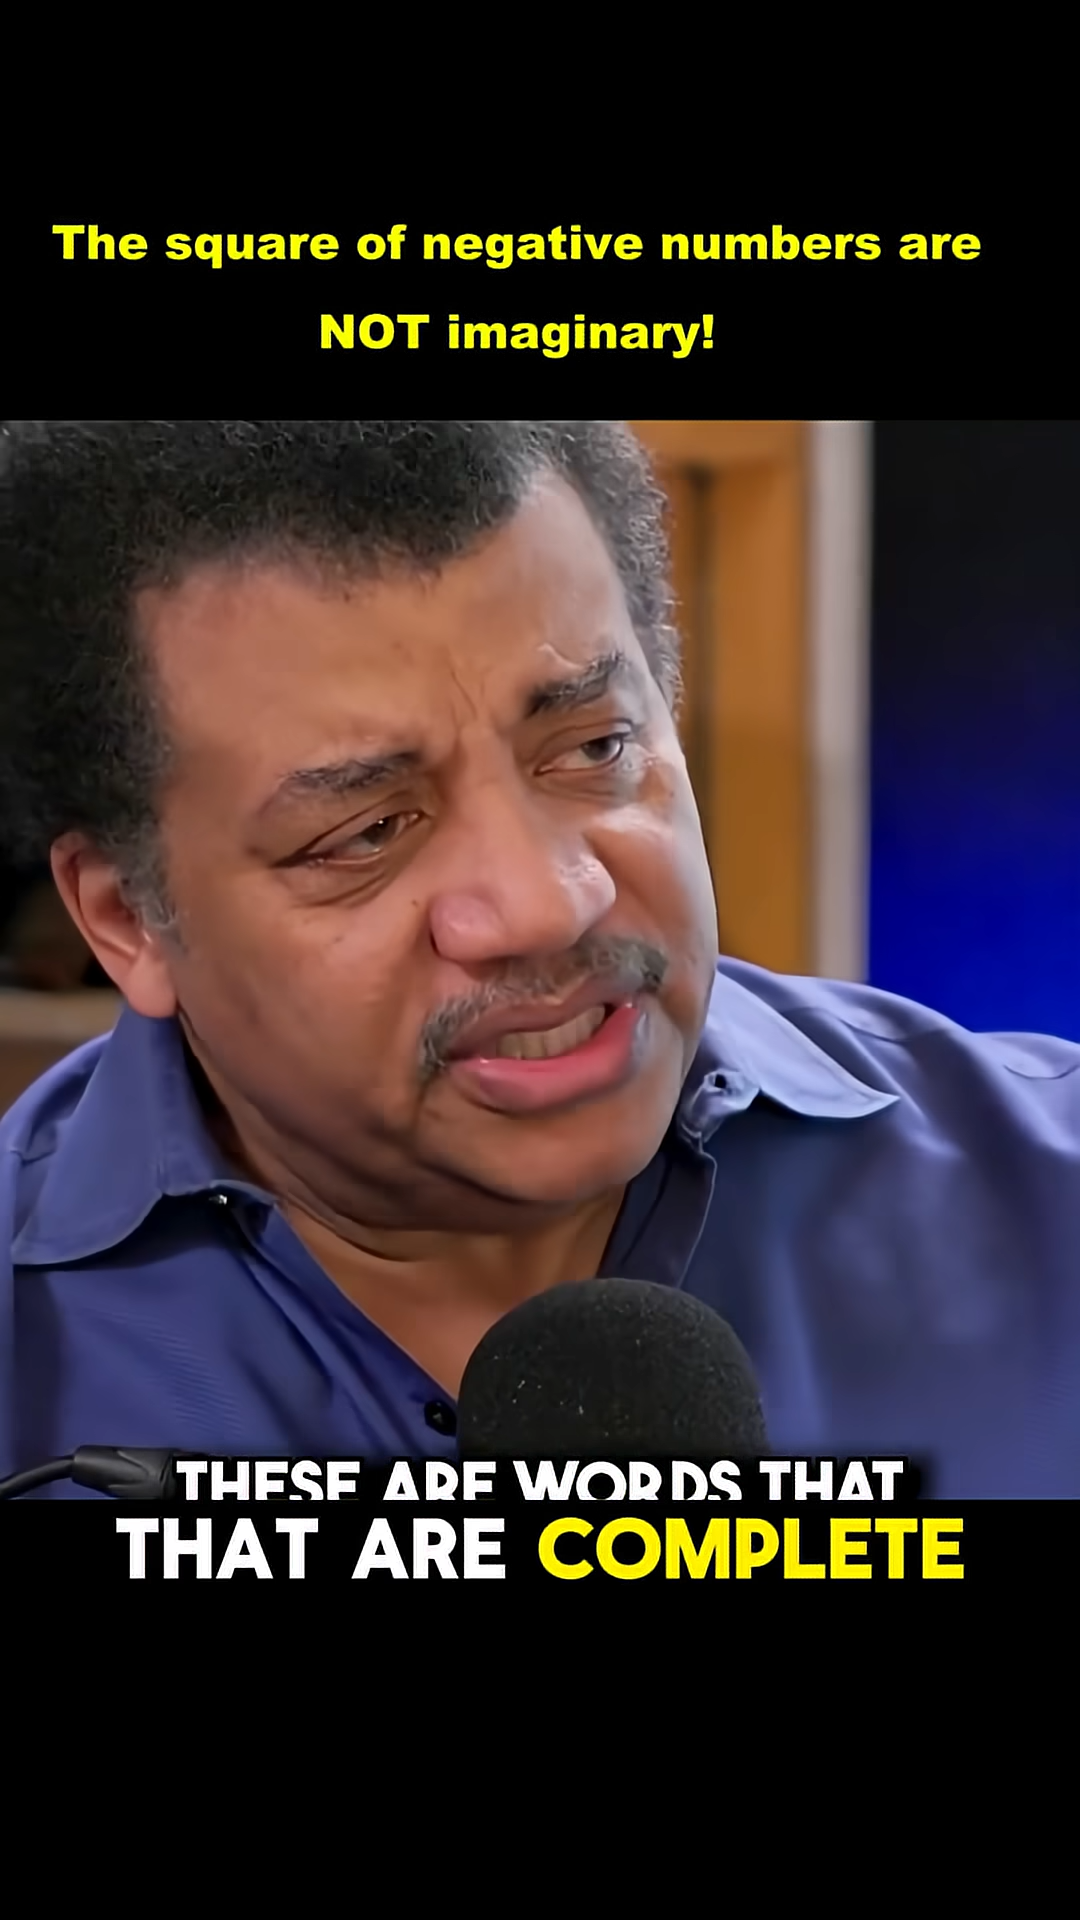 The square of negative numbers are
NOT imaginary!
THESE ARE WORDS THAT
THAT ARE COMPLETE